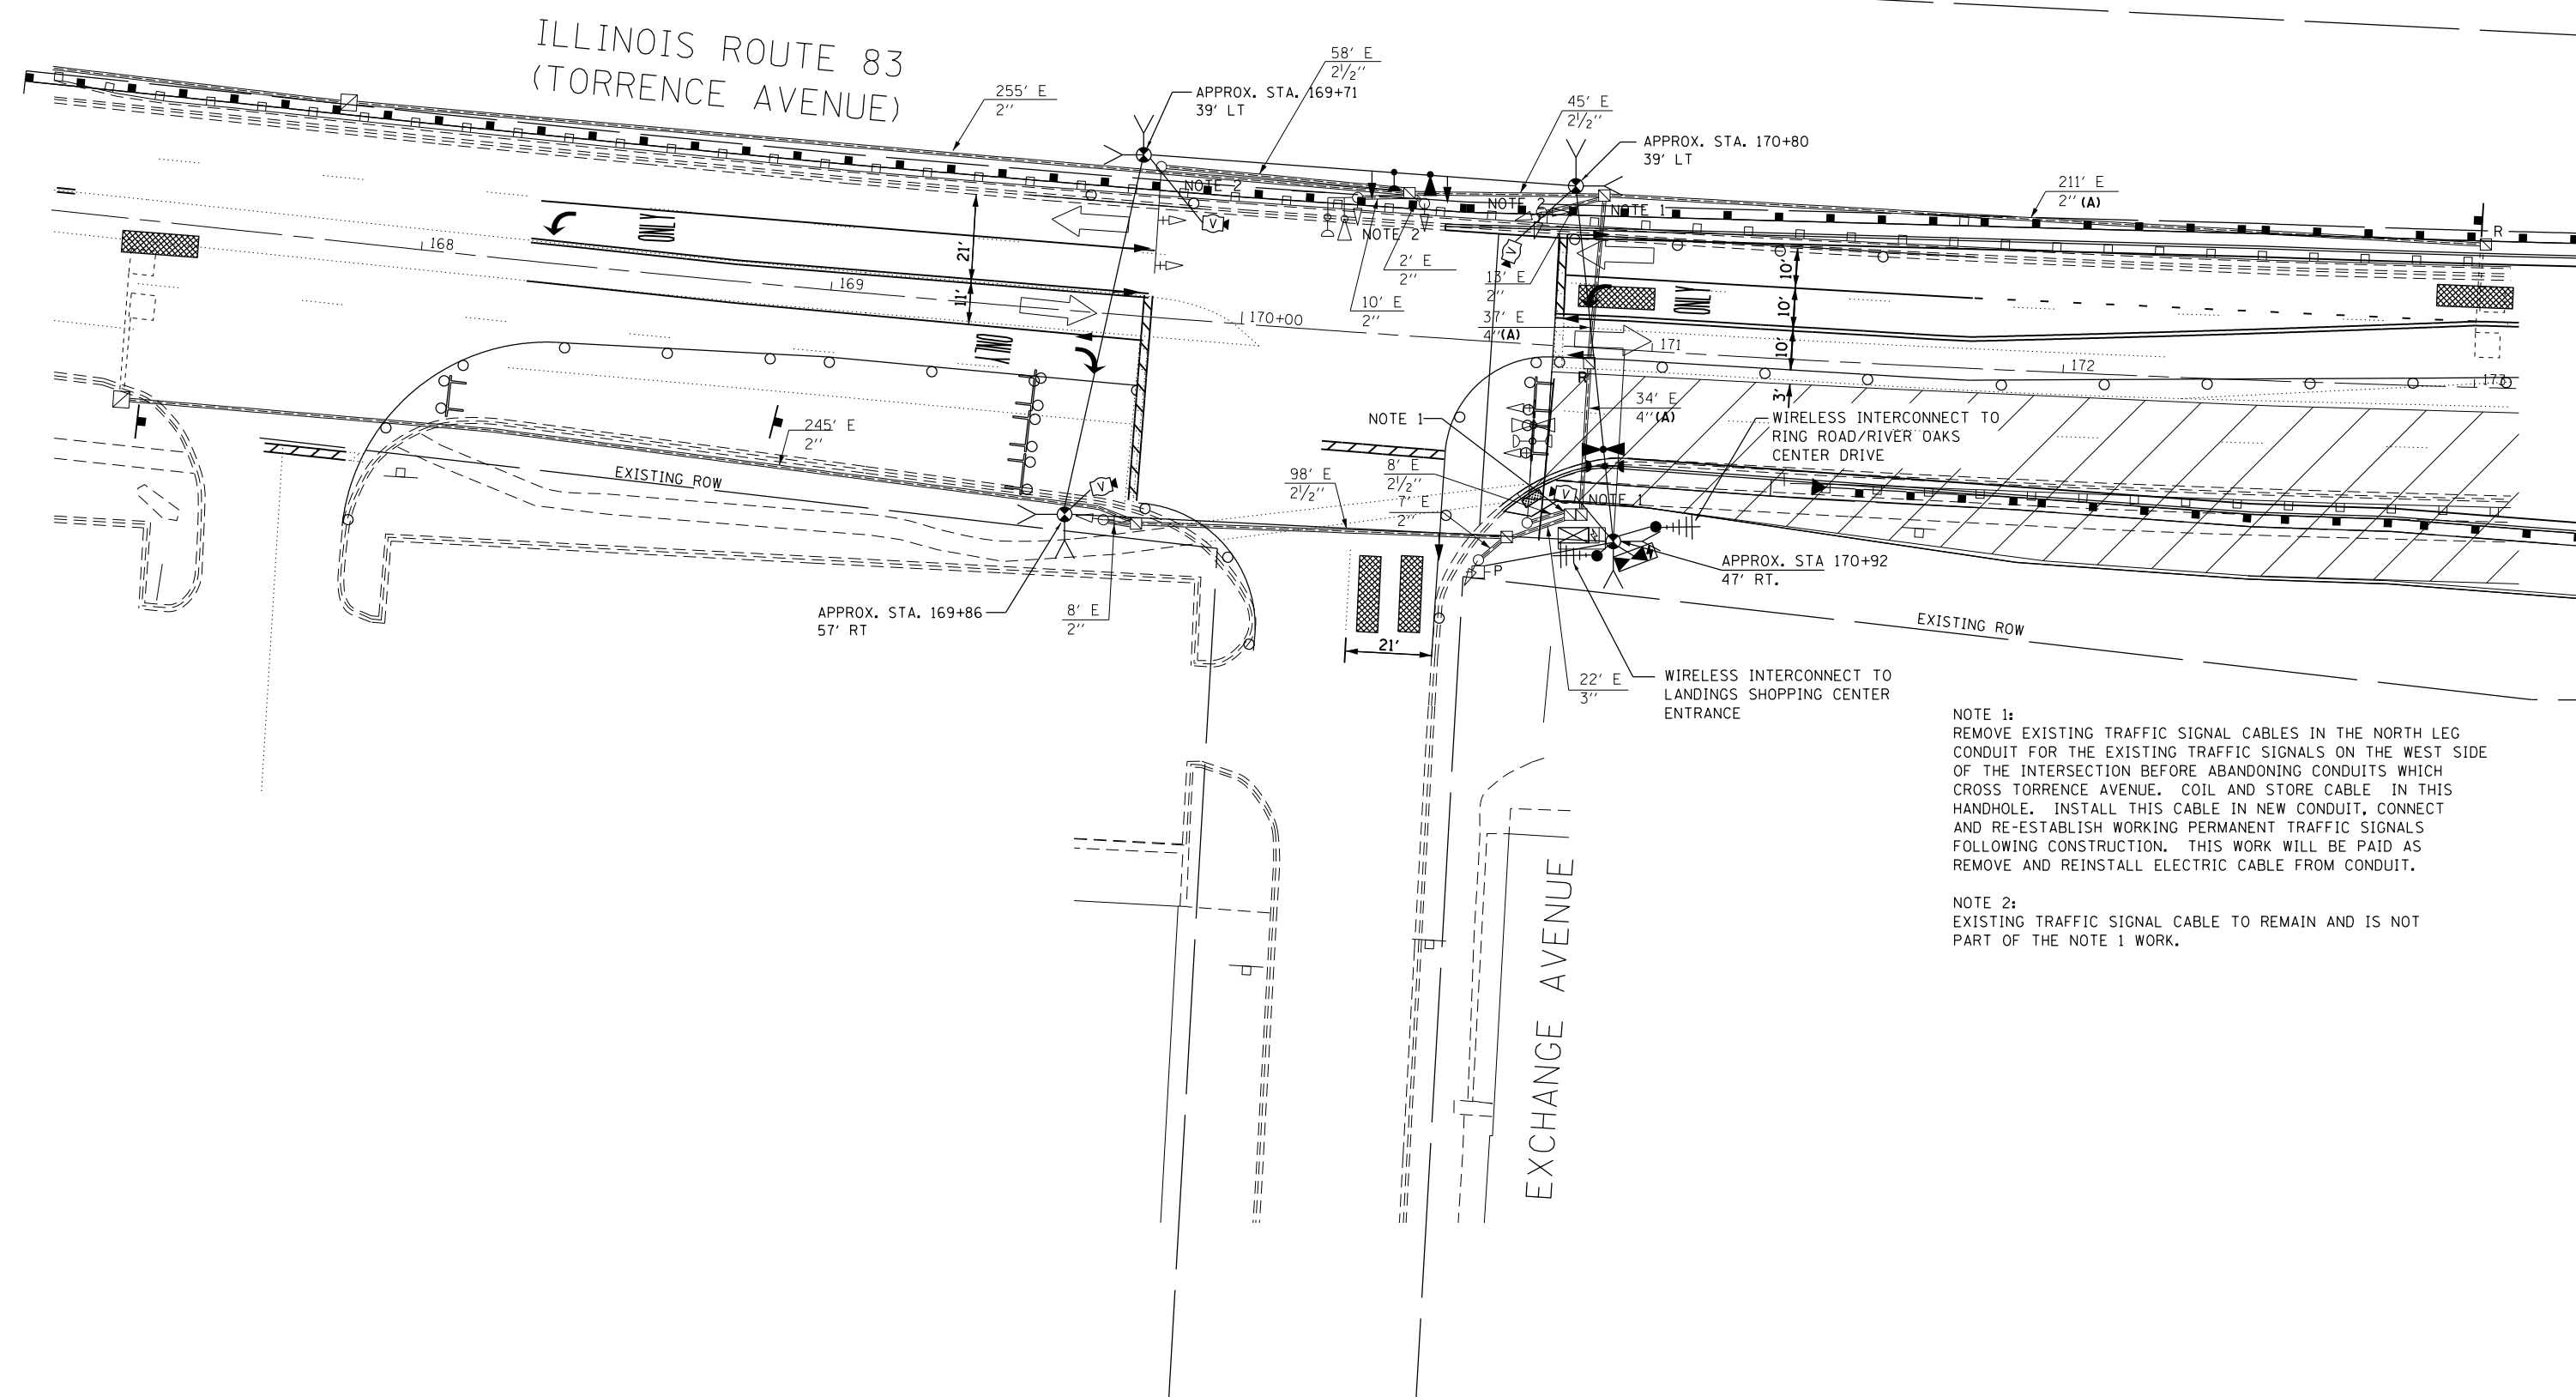 ILLINOIS ROUTE 83
(TORRENCE AVENUE)
255' E
2''
APPROX. STA. 169+71
39' LT
58' E
2 1/2''
45' E
2 1/2''
APPROX. STA. 170+80
39' LT
211' E
2'' (A)
R
NOTE 2
NOTE 2
NOTE 2
NOTE 1
V
V
2' E
2''
13' E
2''
10' E
2''
37' E
4''(A)
168
169
170+00
171
172
173
ONLY
ONLY
ONLY
21'
11'
10'
10'
10'
3'
R
34' E
4''(A)
NOTE 1
WIRELESS INTERCONNECT TO
RING ROAD/RIVER OAKS
CENTER DRIVE
245' E
2''
EXISTING ROW
98' E
2 1/2''
8' E
2 1/2''
7' E
2''
V
V
NOTE 1
P
APPROX. STA 170+92
47' RT.
APPROX. STA. 169+86
57' RT
8' E
2''
21'
22' E
3''
EXISTING ROW
WIRELESS INTERCONNECT TO
LANDINGS SHOPPING CENTER
ENTRANCE
NOTE 1:
REMOVE EXISTING TRAFFIC SIGNAL CABLES IN THE NORTH LEG
CONDUIT FOR THE EXISTING TRAFFIC SIGNALS ON THE WEST SIDE
OF THE INTERSECTION BEFORE ABANDONING CONDUITS WHICH
CROSS TORRENCE AVENUE. COIL AND STORE CABLE IN THIS
HANDHOLE. INSTALL THIS CABLE IN NEW CONDUIT, CONNECT
AND RE-ESTABLISH WORKING PERMANENT TRAFFIC SIGNALS
FOLLOWING CONSTRUCTION. THIS WORK WILL BE PAID AS
REMOVE AND REINSTALL ELECTRIC CABLE FROM CONDUIT.
NOTE 2:
EXISTING TRAFFIC SIGNAL CABLE TO REMAIN AND IS NOT
PART OF THE NOTE 1 WORK.
EXCHANGE AVENUE